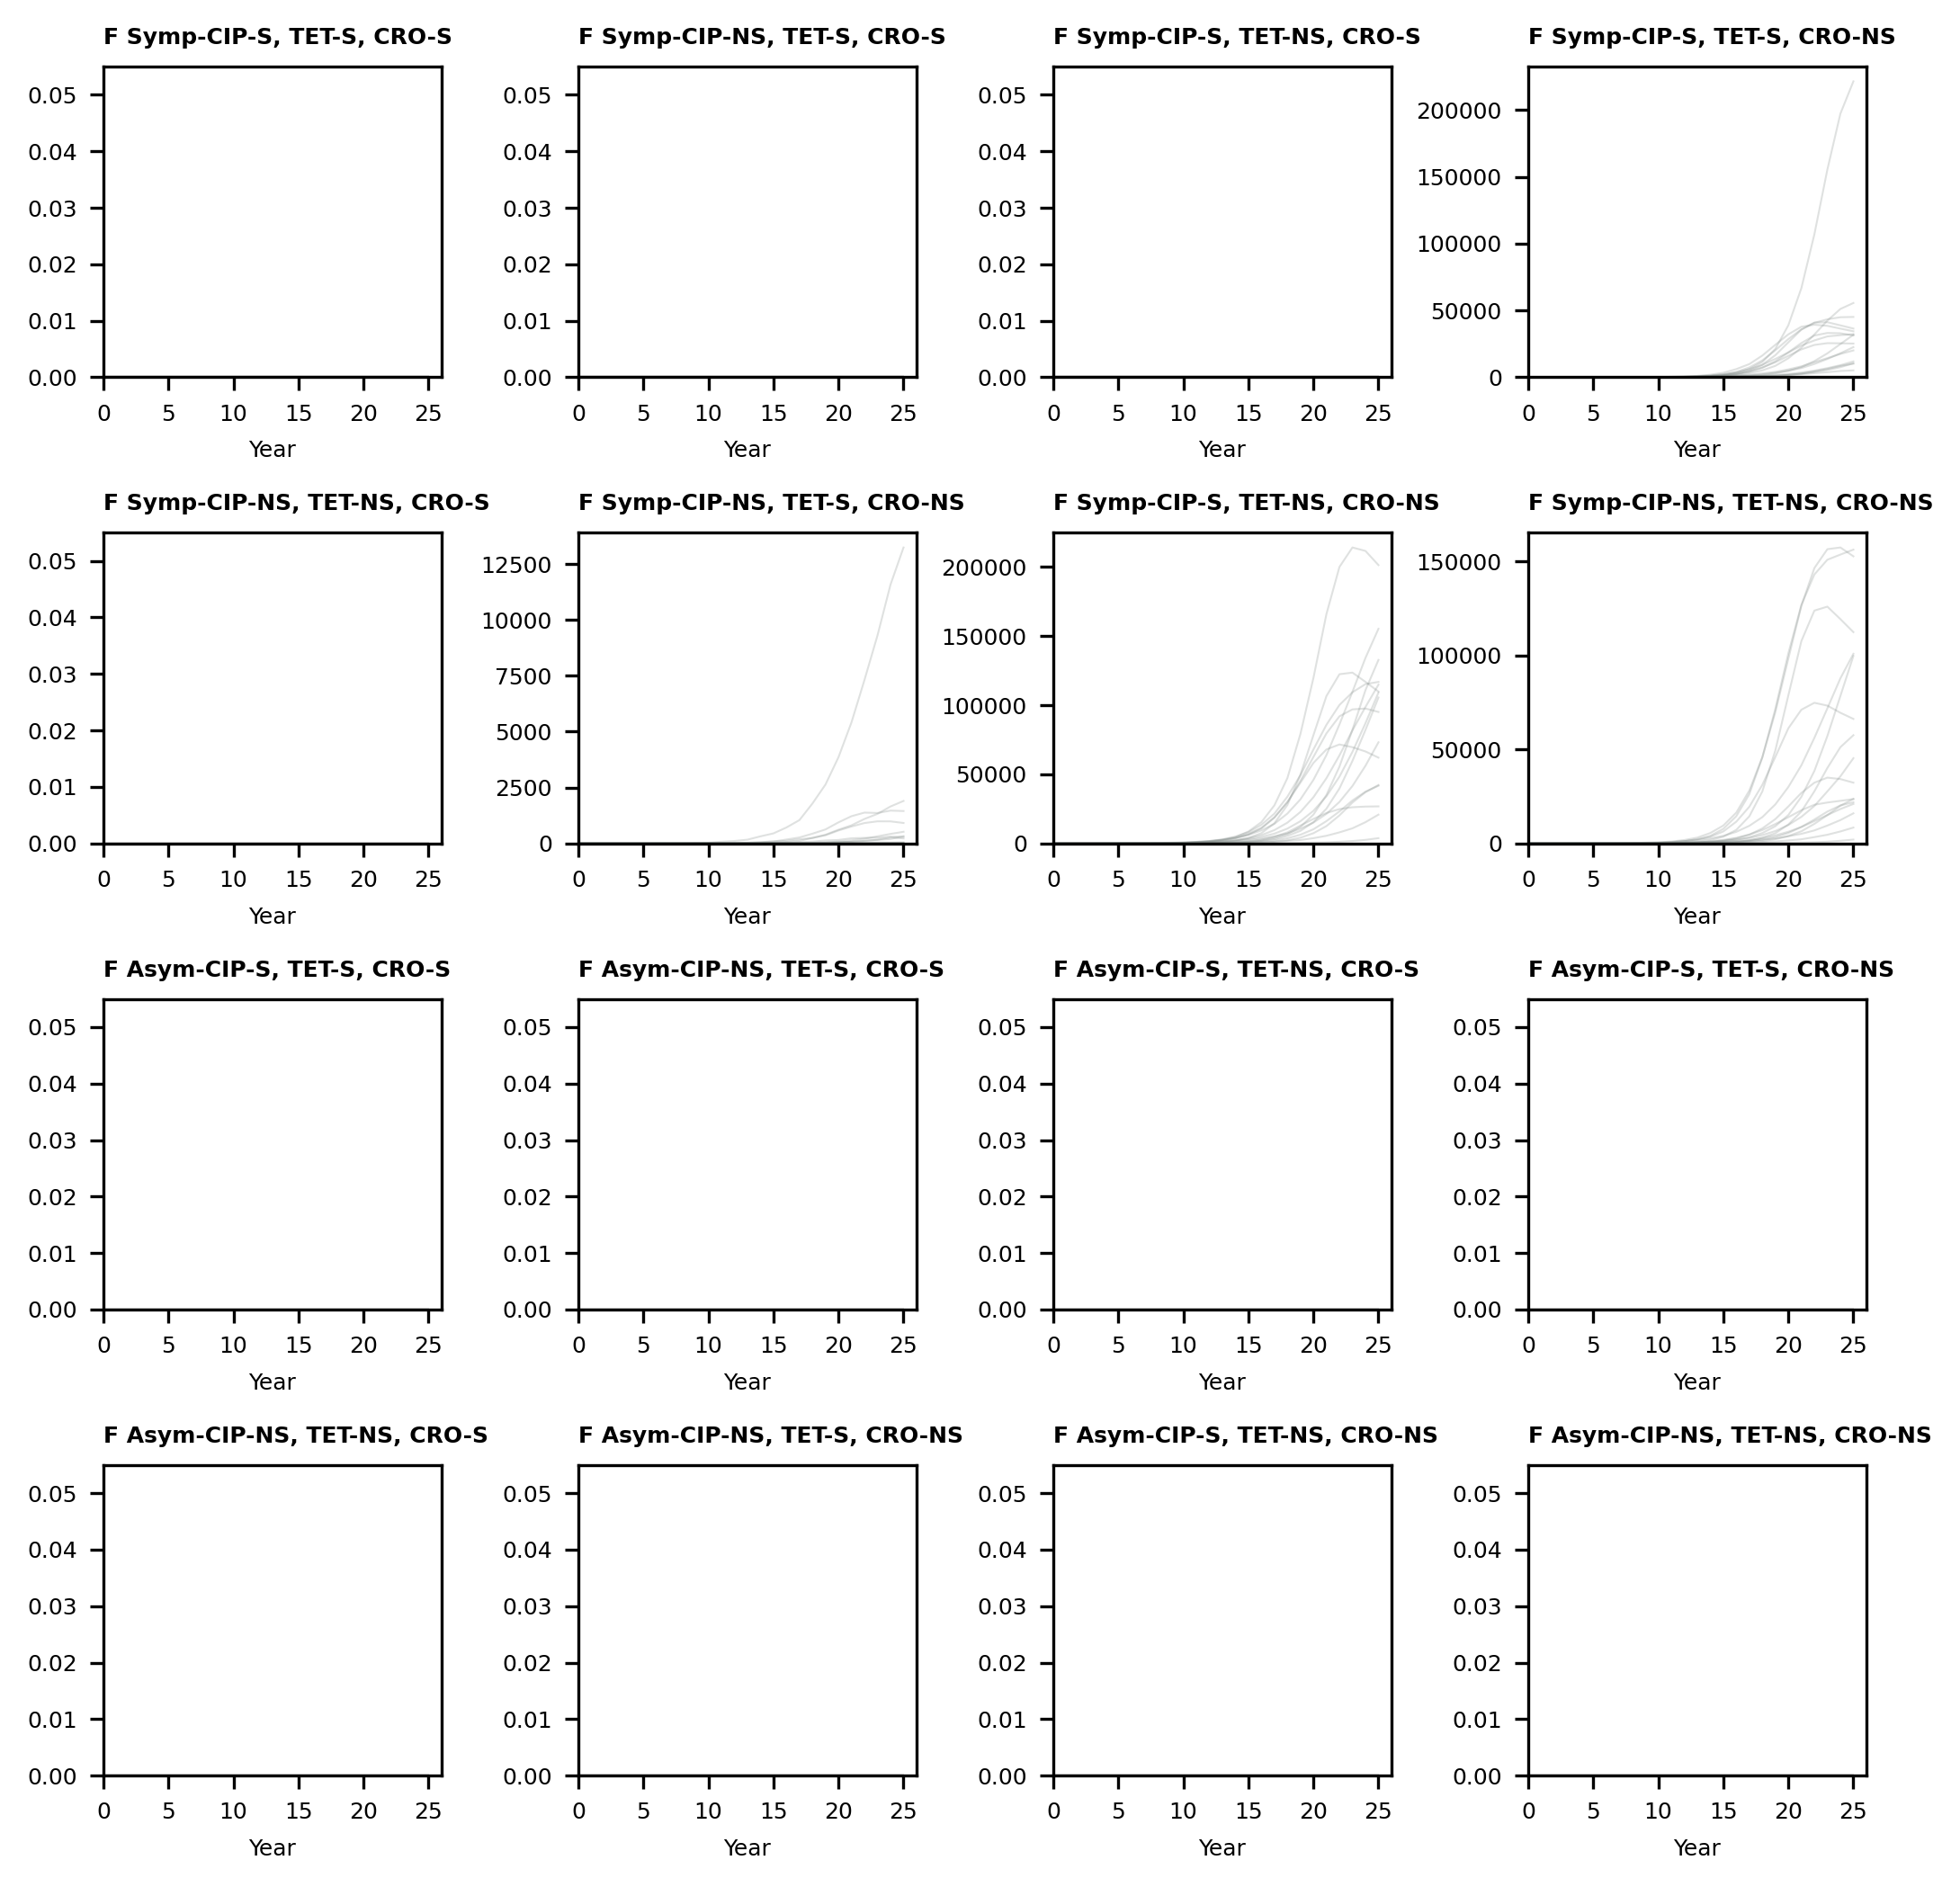 F Symp-CIP-S, TET-S, CRO-S
0.05
0.04
0.03
0.02
0.01
0.00
0 5 10 15 20 25
Year
F Symp-CIP-NS, TET-S, CRO-S
0.05
0.04
0.03
0.02
0.01
0.00
0 5 10 15 20 25
Year
F Symp-CIP-S, TET-NS, CRO-S
0.05
0.04
0.03
0.02
0.01
0.00
0 5 10 15 20 25
Year
F Symp-CIP-S, TET-S, CRO-NS
200000
150000
100000
50000
0
0 5 10 15 20 25
Year
F Symp-CIP-NS, TET-NS, CRO-S
0.05
0.04
0.03
0.02
0.01
0.00
0 5 10 15 20 25
Year
F Symp-CIP-NS, TET-S, CRO-NS
12500
10000
7500
5000
2500
0
0 5 10 15 20 25
Year
F Symp-CIP-S, TET-NS, CRO-NS
200000
150000
100000
50000
0
0 5 10 15 20 25
Year
F Symp-CIP-NS, TET-NS, CRO-NS
150000
100000
50000
0
0 5 10 15 20 25
Year
F Asym-CIP-S, TET-S, CRO-S
0.05
0.04
0.03
0.02
0.01
0.00
0 5 10 15 20 25
Year
F Asym-CIP-NS, TET-S, CRO-S
0.05
0.04
0.03
0.02
0.01
0.00
0 5 10 15 20 25
Year
F Asym-CIP-S, TET-NS, CRO-S
0.05
0.04
0.03
0.02
0.01
0.00
0 5 10 15 20 25
Year
F Asym-CIP-S, TET-S, CRO-NS
0.05
0.04
0.03
0.02
0.01
0.00
0 5 10 15 20 25
Year
F Asym-CIP-NS, TET-NS, CRO-S
0.05
0.04
0.03
0.02
0.01
0.00
0 5 10 15 20 25
Year
F Asym-CIP-NS, TET-S, CRO-NS
0.05
0.04
0.03
0.02
0.01
0.00
0 5 10 15 20 25
Year
F Asym-CIP-S, TET-NS, CRO-NS
0.05
0.04
0.03
0.02
0.01
0.00
0 5 10 15 20 25
Year
F Asym-CIP-NS, TET-NS, CRO-NS
0.05
0.04
0.03
0.02
0.01
0.00
0 5 10 15 20 25
Year